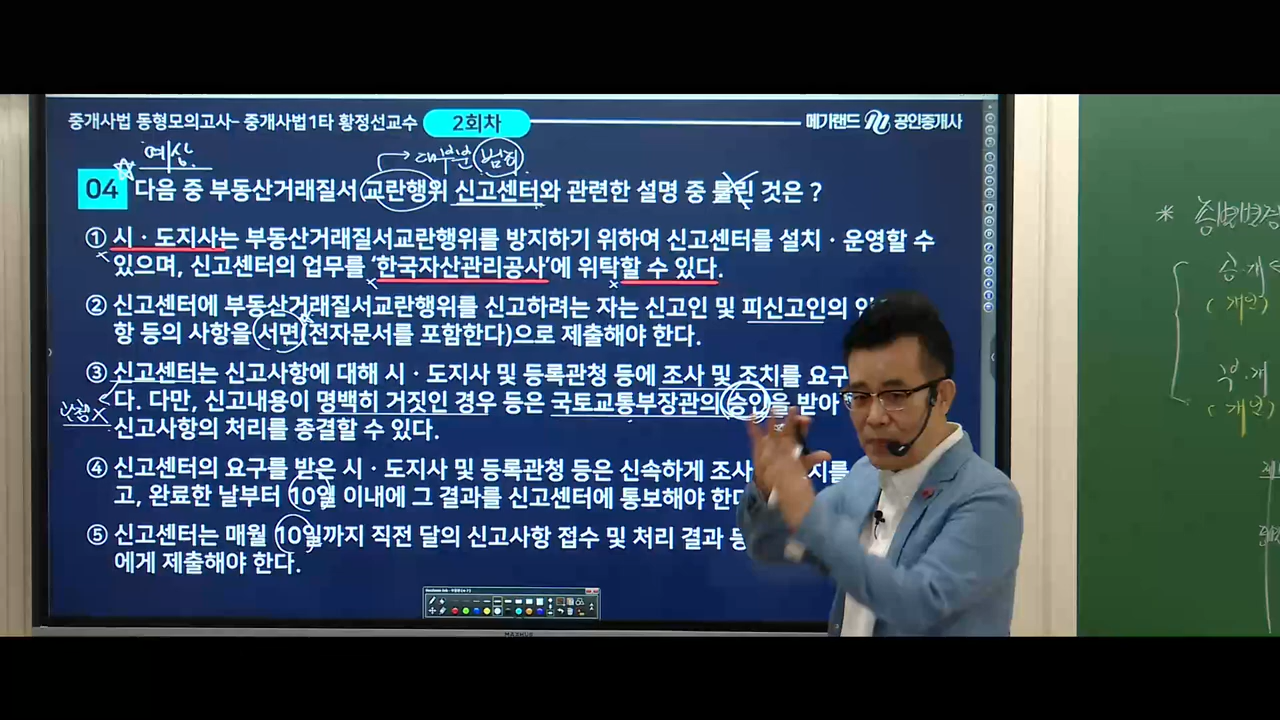 중개사법 동형모의고사- 중개사법1타 황정선교수 2회차 메가랜드 공인중개사
예상
대부분 범죄
04 다음 중 부동산거래질서 교란행위 신고센터와 관련한 설명 중 틀린 것은 ?
① 시ㆍ도지사는 부동산거래질서교란행위를 방지하기 위하여 신고센터를 설치ㆍ운영할 수
있으며, 신고센터의 업무를 ‘한국자산관리공사’에 위탁할 수 있다.
② 신고센터에 부동산거래질서교란행위를 신고하려는 자는 신고인 및 피신고인의
항 등의 사항을 서면(전자문서를 포함한다)으로 제출해야 한다.
③ 신고센터는 신고사항에 대해 시ㆍ도지사 및 등록관청 등에 조사 및 조치를 요구
다. 다만, 신고내용이 명백히 거짓인 경우 등은 국토교통부장관의 승인을 받아
신고사항의 처리를 종결할 수 있다.
④ 신고센터의 요구를 받은 시ㆍ도지사 및 등록관청 등은 신속하게 조사
고, 완료한 날부터 10일 이내에 그 결과를 신고센터에 통보해야 한다
⑤ 신고센터는 매월 10일까지 직전 달의 신고사항 접수 및 처리 결과 등
에게 제출해야 한다.